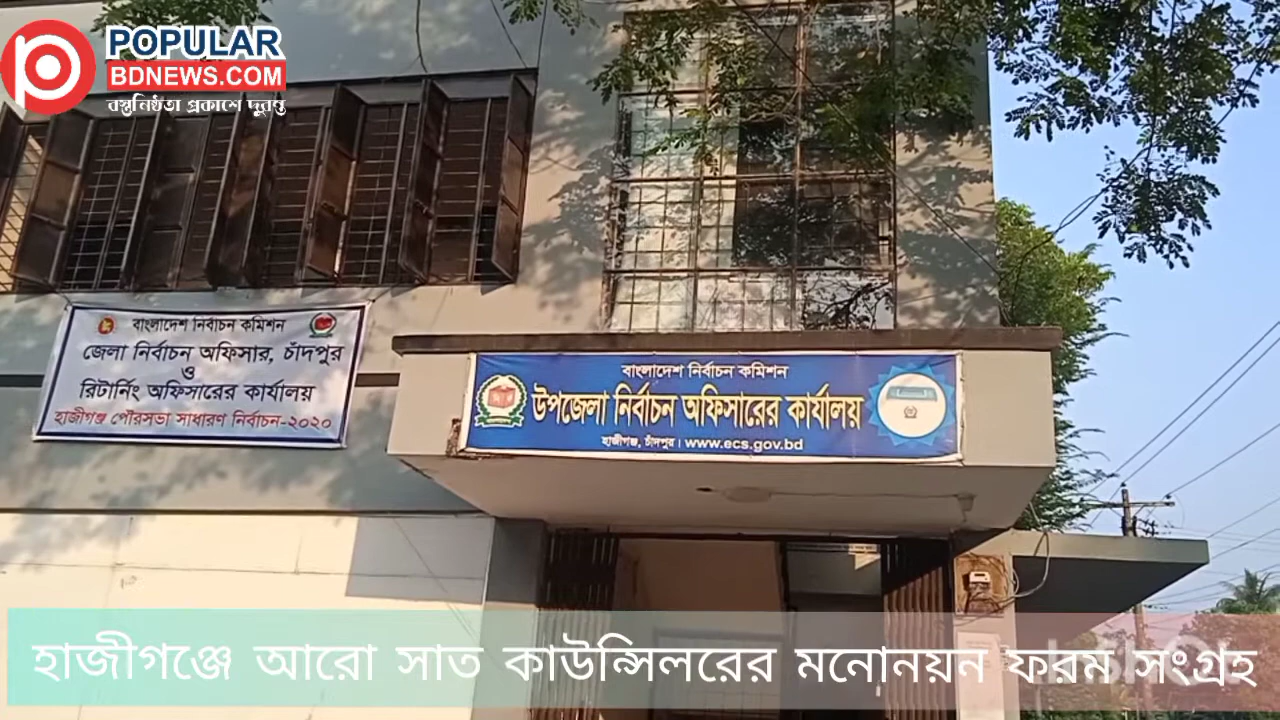 POPULAR
BDNEWS.COM
বস্তুনিষ্ঠতা প্রকাশে দুরন্ত
বাংলাদেশ নির্বাচন কমিশন
জেলা নির্বাচন অফিসার, চাঁদপুর
ও
রিটার্নিং অফিসারের কার্যালয়
হাজীগঞ্জ পৌরসভা সাধারণ নির্বাচন-২০২০
বাংলাদেশ নির্বাচন কমিশন
উপজেলা নির্বাচন অফিসারের কার্যালয়
হাজীগঞ্জ, চাঁদপুর। www.ecs.gov.bd
হাজীগঞ্জে আরো সাত কাউন্সিলরের মনোনয়ন ফরম সংগ্রহ